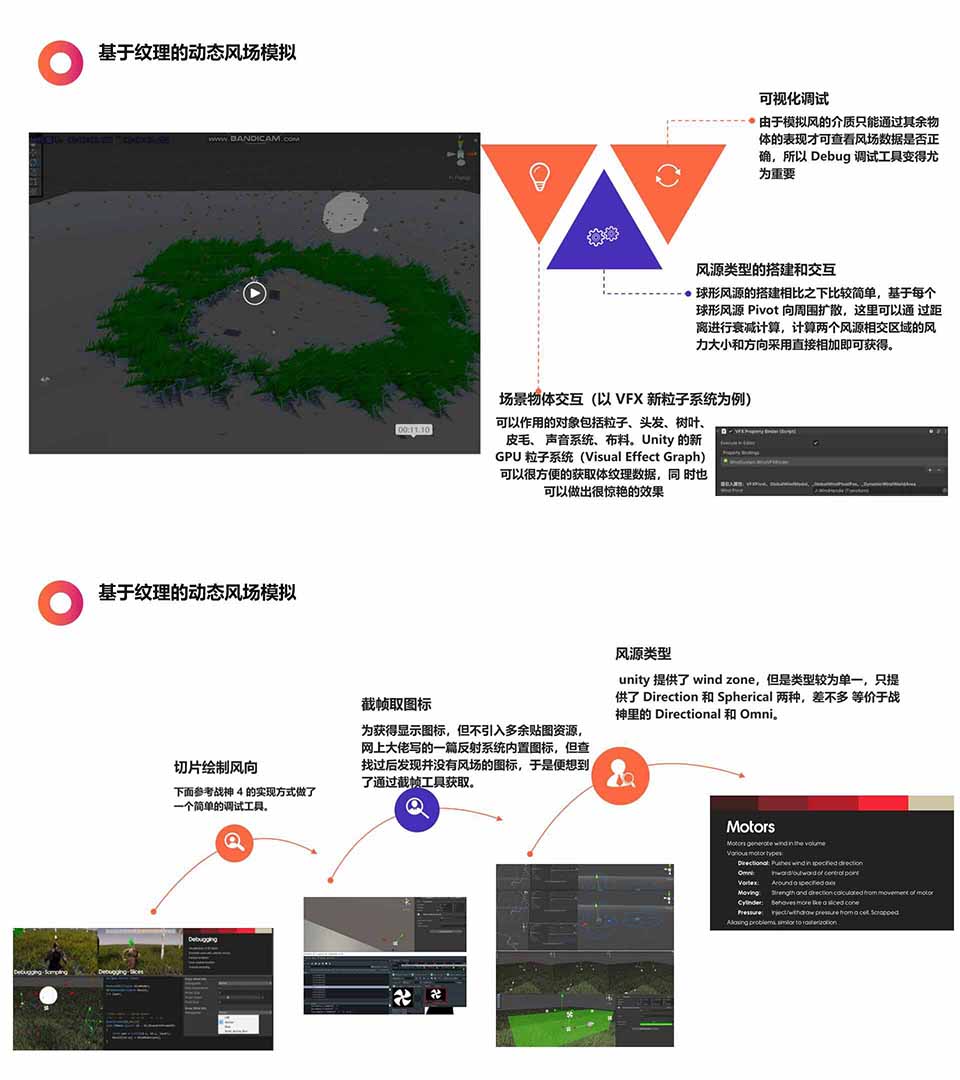 基于纹理的动态风场模拟
WWW.BANDICAM.COM
00:11.10
可视化调试
由于模拟风的介质只能通过其余物
体的表现才可查看风场数据是否正
确，所以 Debug 调试工具变得尤
为重要
风源类型的搭建和交互
球形风源的搭建相比之下比较简单，基于每个
球形风源 Pivot 向周围扩散，这里可以通 过距
离进行衰减计算，计算两个风源相交区域的风
力大小和方向采用直接相加即可获得。
场景物体交互（以 VFX 新粒子系统为例）
可以作用的对象包括粒子、头发、树叶、
皮毛、 声音系统、布料。Unity 的新
GPU 粒子系统（Visual Effect Graph）
可以很方便的获取体纹理数据，同 时也
可以做出很惊艳的效果
VFX Property Binder (Script)
Execute In Editor
Property Bindings
Wind Pivot
基于纹理的动态风场模拟
风源类型
unity 提供了 wind zone，但是类型较为单一，只提
供了 Direction 和 Spherical 两种，差不多 等价于战
神里的 Directional 和 Omni。
截帧取图标
为获得显示图标，但不引入多余贴图资源，
网上大佬写的一篇反射系统内置图标，但查
找过后发现并没有风场的图标，于是便想到
了通过截帧工具获取。
切片绘制风向
下面参考战神 4 的实现方式做了
一个简单的调试工具。
Motors
Motors generate wind in the volume
Various motor types:
Directional: Pushes wind in specified direction
Omni: Inward/outward of central point
Vortex: Around a specified axis
Moving: Strength and direction calculated from movement of motor
Cylinder: Behaves more like a sliced cone
Pressure: Inject/withdraw pressure from a cell. Scrapped.
Aliasing problems, similar to rasterization
Debugging - Sampling
Debugging - Slices
Debugging